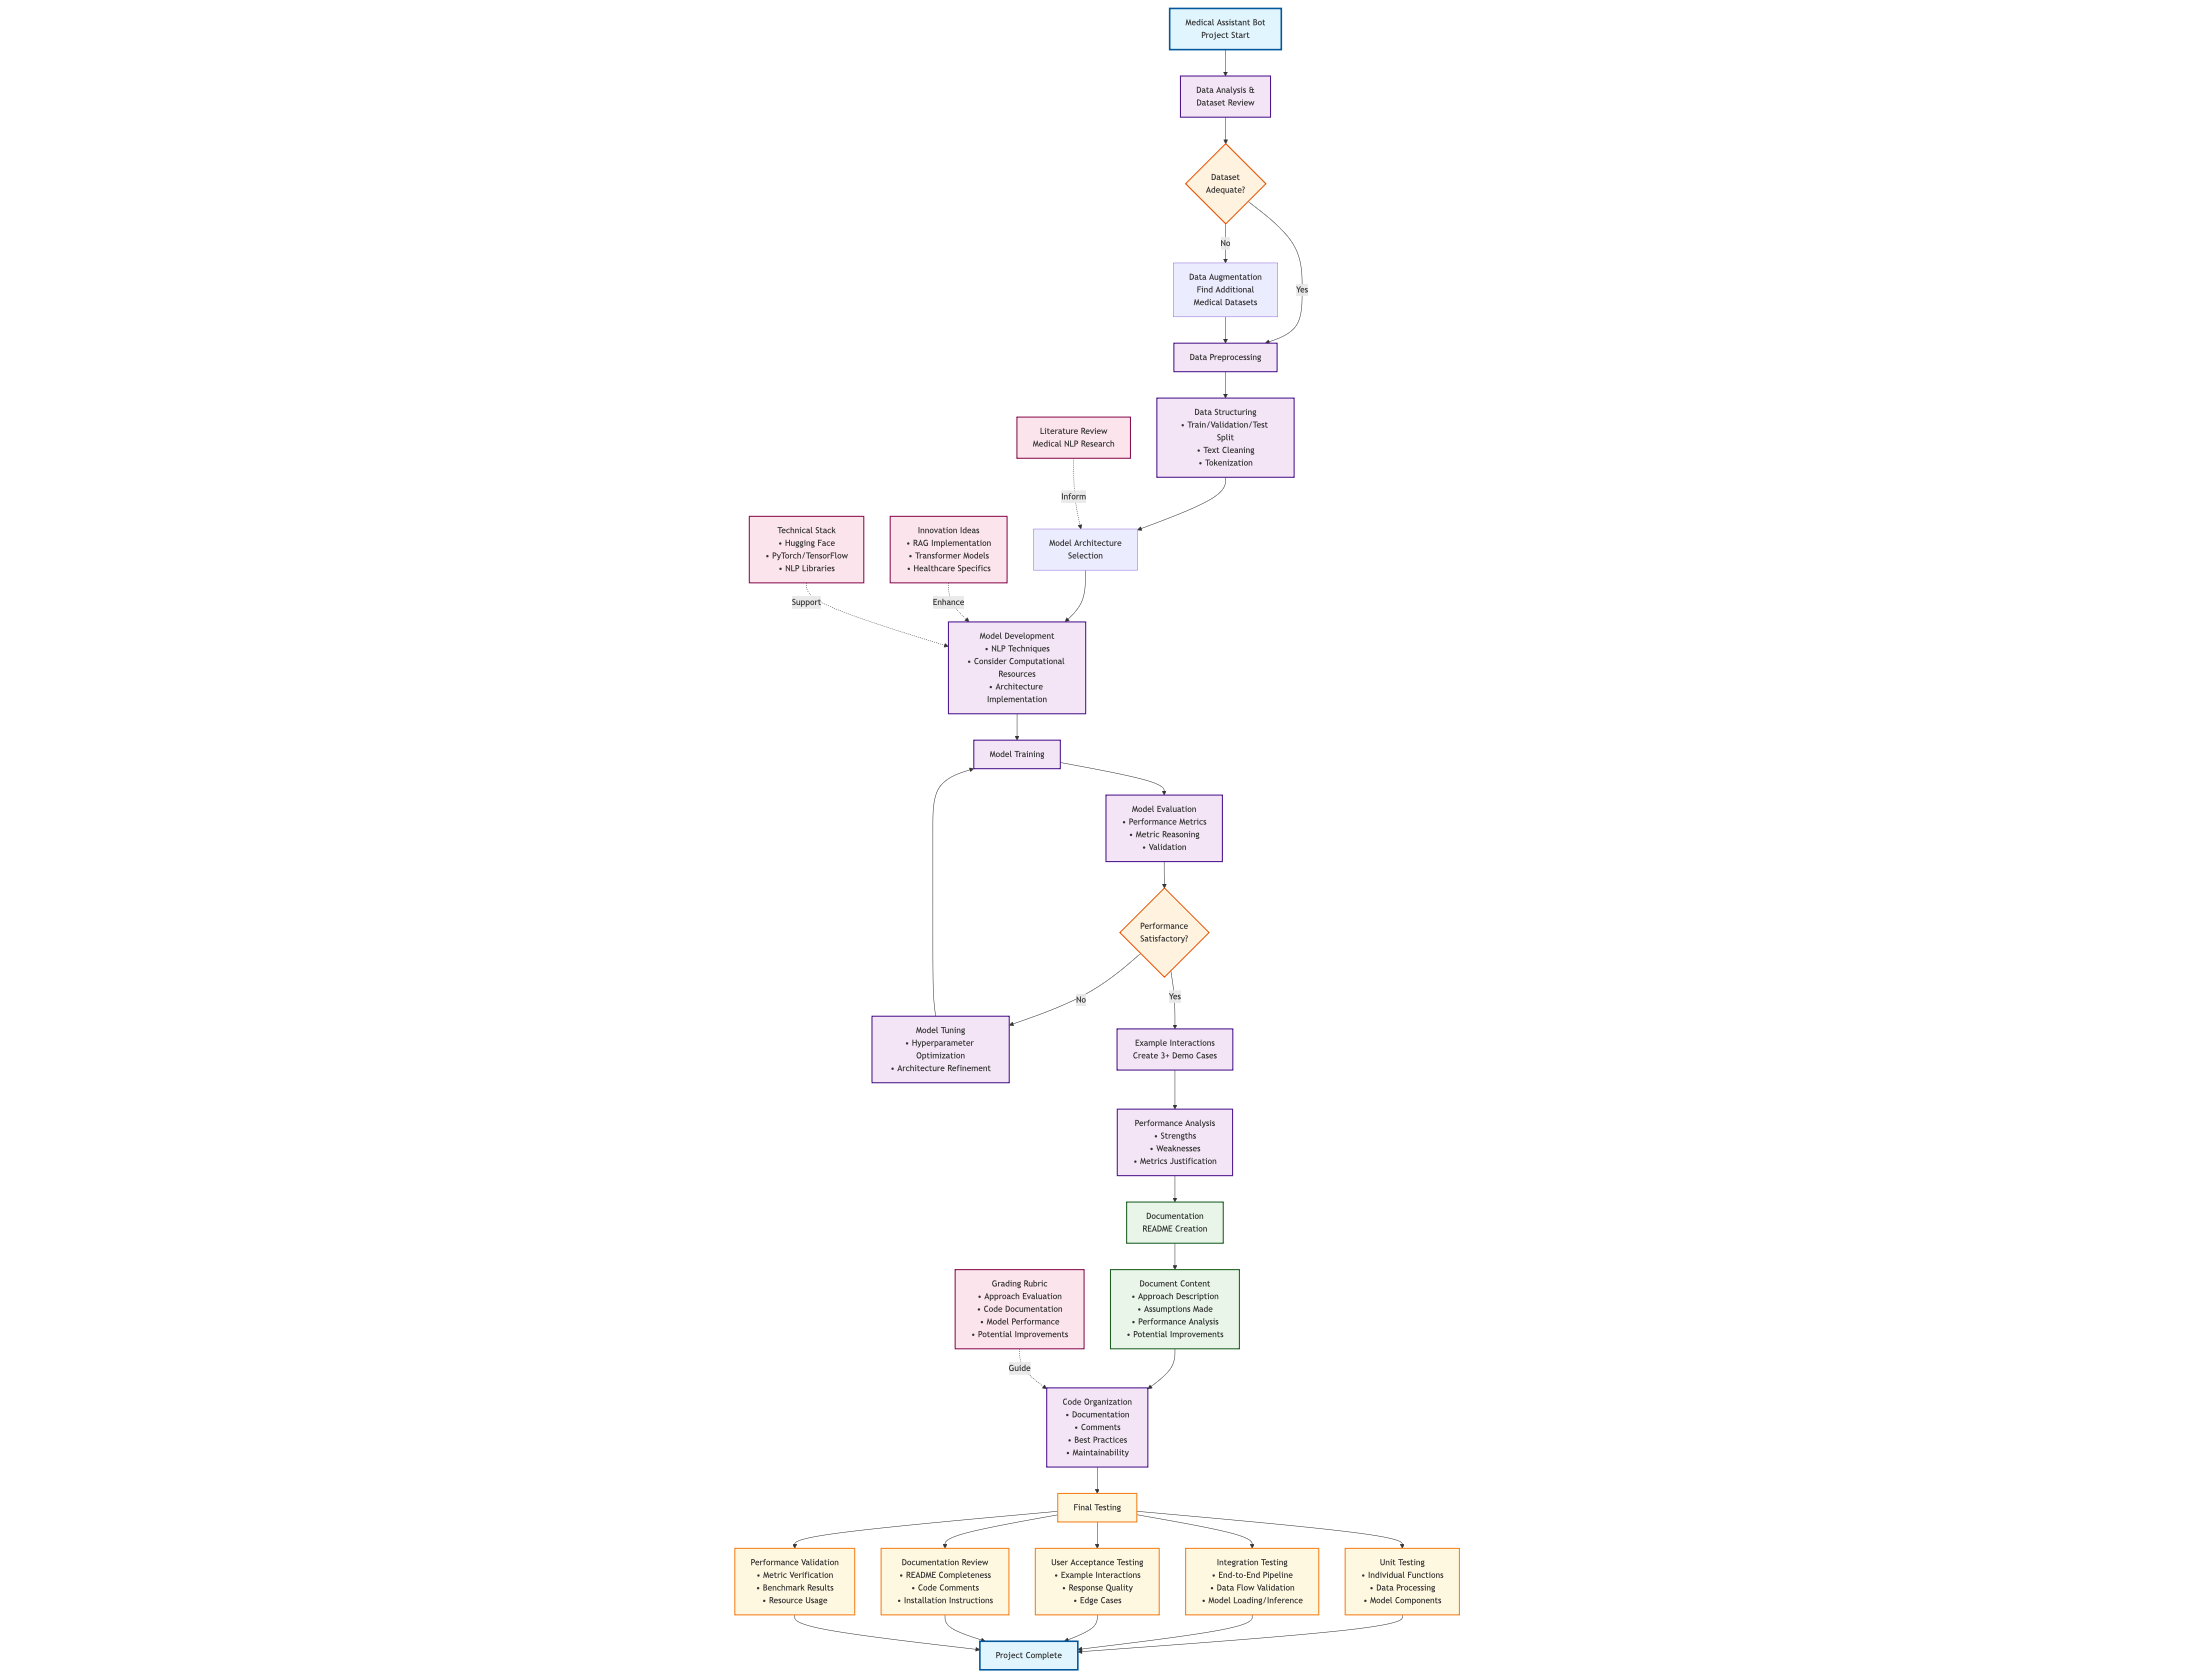 Medical Assistant Bot
Project Start
Data Analysis &
Dataset Review
Dataset
Adequate?
No
Yes
Data Augmentation
Find Additional
Medical Datasets
Data Preprocessing
Data Structuring
• Train/Validation/Test
Split
• Text Cleaning
• Tokenization
Literature Review
Medical NLP Research
Inform
Technical Stack
• Hugging Face
• PyTorch/TensorFlow
• NLP Libraries
Innovation Ideas
• RAG Implementation
• Transformer Models
• Healthcare Specifics
Model Architecture
Selection
Support
Enhance
Model Development
• NLP Techniques
• Consider Computational
Resources
• Architecture
Implementation
Model Training
Model Evaluation
• Performance Metrics
• Metric Reasoning
• Validation
Performance
Satisfactory?
No
Yes
Model Tuning
• Hyperparameter
Optimization
• Architecture Refinement
Example Interactions
Create 3+ Demo Cases
Performance Analysis
• Strengths
• Weaknesses
• Metrics Justification
Documentation
README Creation
Grading Rubric
• Approach Evaluation
• Code Documentation
• Model Performance
• Potential Improvements
Document Content
• Approach Description
• Assumptions Made
• Performance Analysis
• Potential Improvements
Guide
Code Organization
• Documentation
• Comments
• Best Practices
• Maintainability
Final Testing
Performance Validation
• Metric Verification
• Benchmark Results
• Resource Usage
Documentation Review
• README Completeness
• Code Comments
• Installation Instructions
User Acceptance Testing
• Example Interactions
• Response Quality
• Edge Cases
Integration Testing
• End-to-End Pipeline
• Data Flow Validation
• Model Loading/Inference
Unit Testing
• Individual Functions
• Data Processing
• Model Components
Project Complete